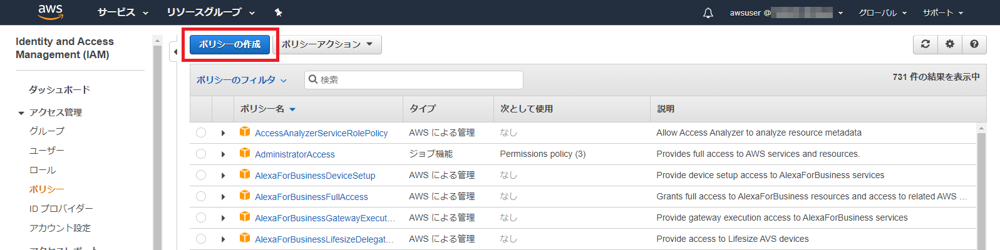 aws サービス リソースグループ awsuser @ グローバル サポート
Identity and Access
Management (IAM)
ダッシュボード
アクセス管理
グループ
ユーザー
ロール
ポリシー
ID プロバイダー
アカウント設定
アクセスレポート
ポリシーの作成 ポリシーアクション
ポリシーのフィルタ 検索 731 件の結果を表示中
ポリシー名 タイプ 次として使用 説明
AccessAnalyzerServiceRolePolicy AWS による管理 なし Allow Access Analyzer to analyze resource metadata
AdministratorAccess ジョブ機能 Permissions policy (3) Provides full access to AWS services and resources.
AlexaForBusinessDeviceSetup AWS による管理 なし Provide device setup access to AlexaForBusiness services
AlexaForBusinessFullAccess AWS による管理 なし Grants full access to AlexaForBusiness resources and access to related AWS ...
AlexaForBusinessGatewayExecut... AWS による管理 なし Provide gateway execution access to AlexaForBusiness services
AlexaForBusinessLifesizeDelegat... AWS による管理 なし Provide access to Lifesize AVS devices